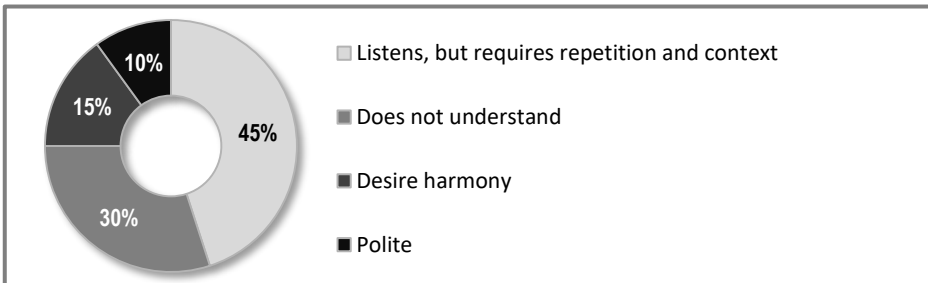 10%
15%
45%
30%
Listens, but requires repetition and context
Does not understand
Desire harmony
Polite